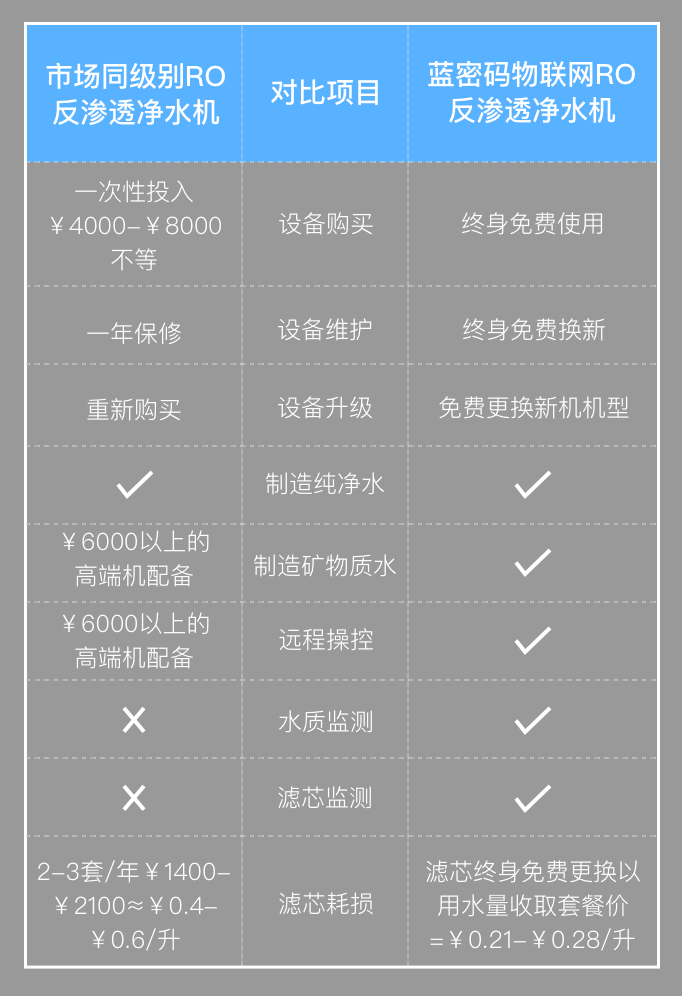 市场同级别RO
反渗透净水机
对比项目
蓝密码物联网RO
反渗透净水机
一次性投入
￥4000-￥8000
不等
设备购买
终身免费使用
一年保修
设备维护
终身免费换新
重新购买
设备升级
免费更换新机机型
✓
制造纯净水
✓
￥6000以上的
高端机配备
制造矿物质水
✓
￥6000以上的
高端机配备
远程操控
✓
✕
水质监测
✓
✕
滤芯监测
✓
2-3套/年￥1400-
￥2100≈￥0.4-
￥0.6/升
滤芯耗损
滤芯终身免费更换以
用水量收取套餐价
=￥0.21-￥0.28/升